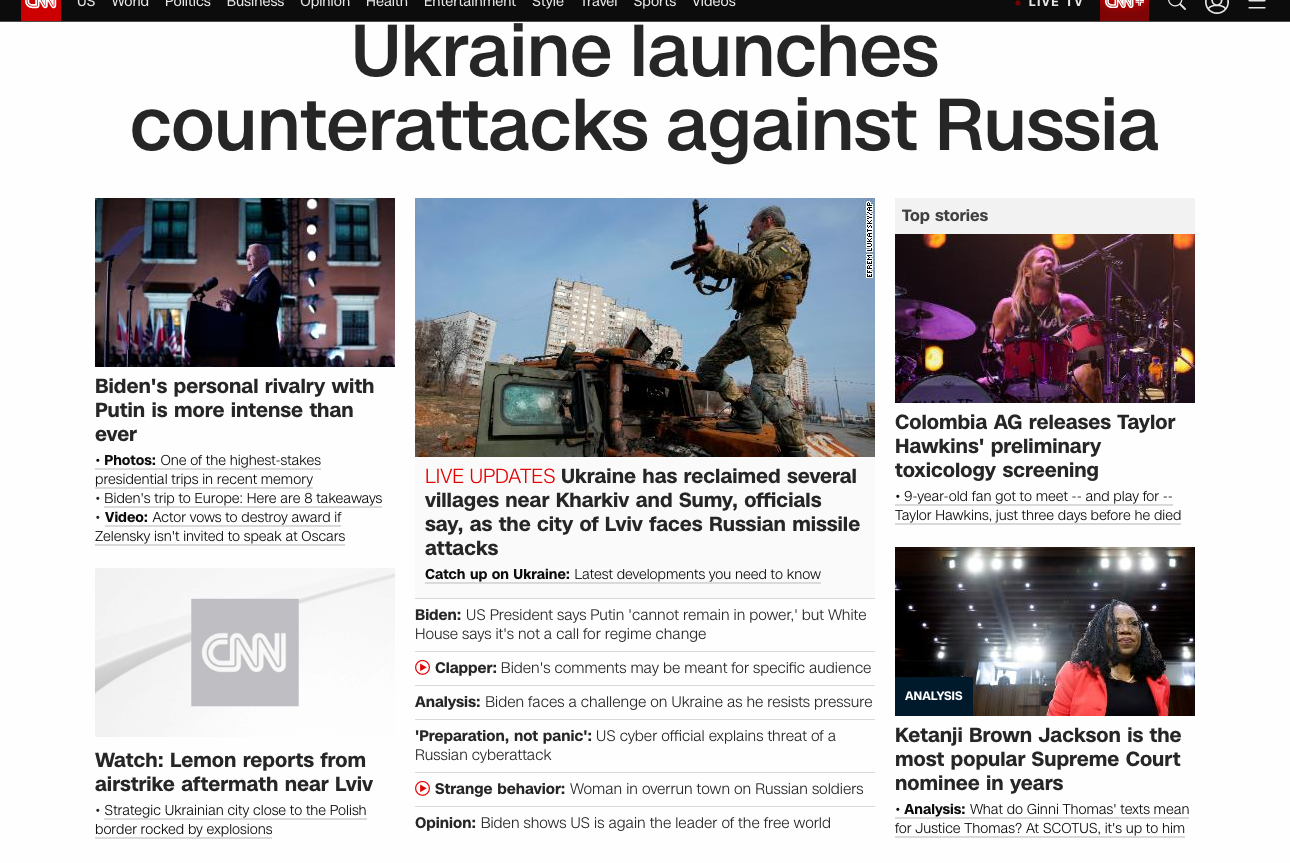 CNN US World Politics Business Opinion Health Entertainment Style Travel Sports Videos LIVE TV CNN+
Ukraine launches
counterattacks against Russia
Biden's personal rivalry with
Putin is more intense than
ever
• Photos: One of the highest-stakes
presidential trips in recent memory
• Biden's trip to Europe: Here are 8 takeaways
• Video: Actor vows to destroy award if
Zelensky isn't invited to speak at Oscars
CNN
Watch: Lemon reports from
airstrike aftermath near Lviv
• Strategic Ukrainian city close to the Polish
border rocked by explosions
EFREM LUKATSKY/AP
LIVE UPDATES Ukraine has reclaimed several
villages near Kharkiv and Sumy, officials
say, as the city of Lviv faces Russian missile
attacks
Catch up on Ukraine: Latest developments you need to know
Biden: US President says Putin 'cannot remain in power,' but White
House says it's not a call for regime change
Clapper: Biden's comments may be meant for specific audience
Analysis: Biden faces a challenge on Ukraine as he resists pressure
'Preparation, not panic': US cyber official explains threat of a
Russian cyberattack
Strange behavior: Woman in overrun town on Russian soldiers
Opinion: Biden shows US is again the leader of the free world
Top stories
Colombia AG releases Taylor
Hawkins' preliminary
toxicology screening
• 9-year-old fan got to meet -- and play for --
Taylor Hawkins, just three days before he died
ANALYSIS
Ketanji Brown Jackson is the
most popular Supreme Court
nominee in years
• Analysis: What do Ginni Thomas' texts mean
for Justice Thomas? At SCOTUS, it's up to him